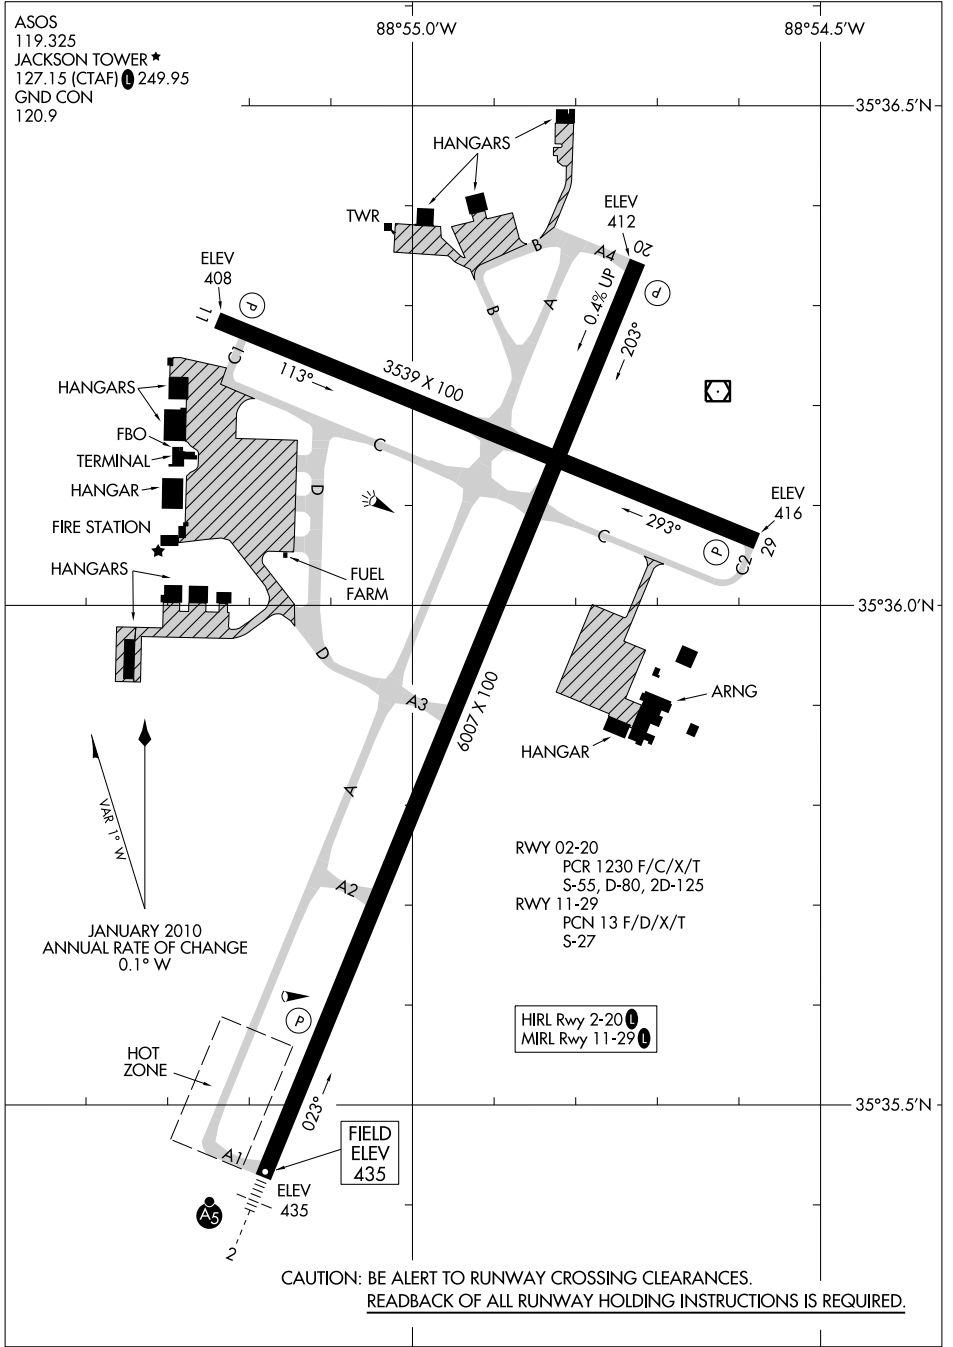 ASOS
119.325
JACKSON TOWER ★
127.15 (CTAF) L 249.95
GND CON
120.9
88°55.0'W
88°54.5'W
35°36.5'N
HANGARS
TWR
ELEV
412
20
ELEV
408
11
P
P
B
A4
A
B
0.4% UP
203°
C1
113°
3539 X 100
HANGARS
FBO
TERMINAL
HANGAR
FIRE STATION
HANGARS
C
D
FUEL
FARM
ELEV
416
293°
29
P
C
C2
35°36.0'N
D
A3
6007 X 100
ARNG
HANGAR
VAR 1° W
A
A2
JANUARY 2010
ANNUAL RATE OF CHANGE
0.1° W
RWY 02-20
PCR 1230 F/C/X/T
S-55, D-80, 2D-125
RWY 11-29
PCN 13 F/D/X/T
S-27
HIRL Rwy 2-20 L
MIRL Rwy 11-29 L
P
HOT
ZONE
35°35.5'N
023°
FIELD
ELEV
435
A1
ELEV
435
A5
2
CAUTION: BE ALERT TO RUNWAY CROSSING CLEARANCES.
READBACK OF ALL RUNWAY HOLDING INSTRUCTIONS IS REQUIRED.